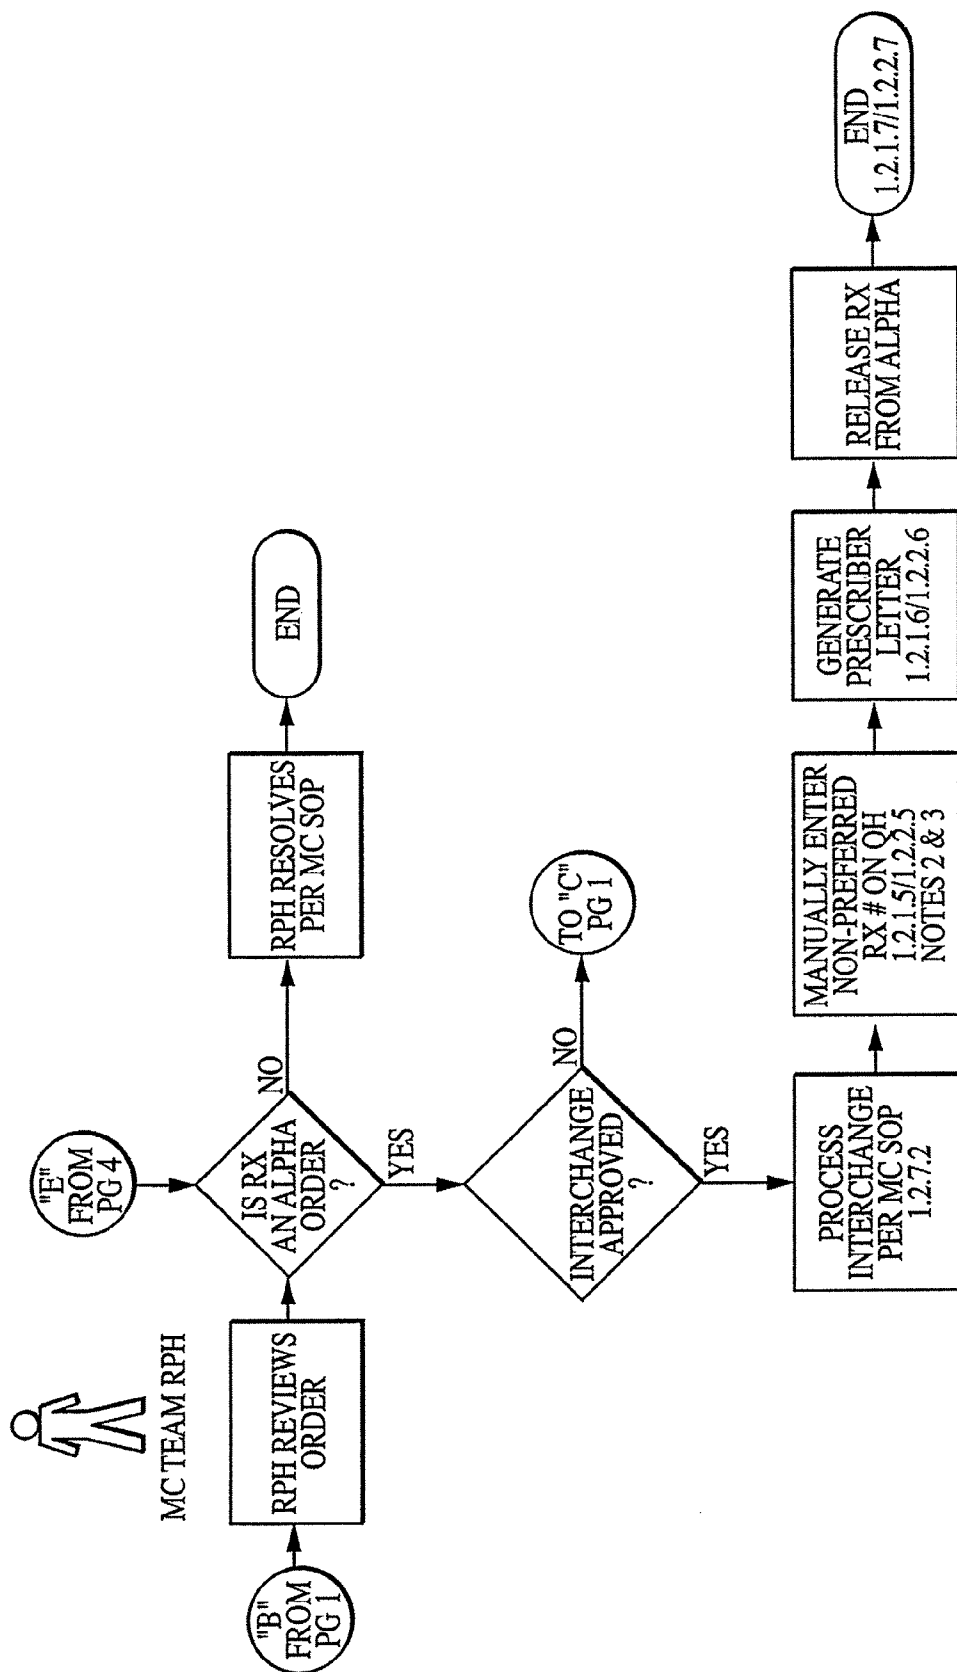 MC TEAM RPH
"B"
FROM
PG 1
RPH REVIEWS
ORDER
"E"
FROM
PG 4
IS RX
AN ALPHA
ORDER
?
NO
RPH RESOLVES
PER MC SOP
END
YES
INTERCHANGE
APPROVED
?
NO
TO "C"
PG 1
YES
PROCESS
INTERCHANGE
PER MC SOP
1.2.7.2
MANUALLY ENTER
NON-PREFERRED
RX # ON QH
1.2.1.5/1.2.2.5
NOTES 2 & 3
GENERATE
PRESCRIBER
LETTER
1.2.1.6/1.2.2.6
RELEASE RX
FROM ALPHA
END
1.2.1.7/1.2.2.7